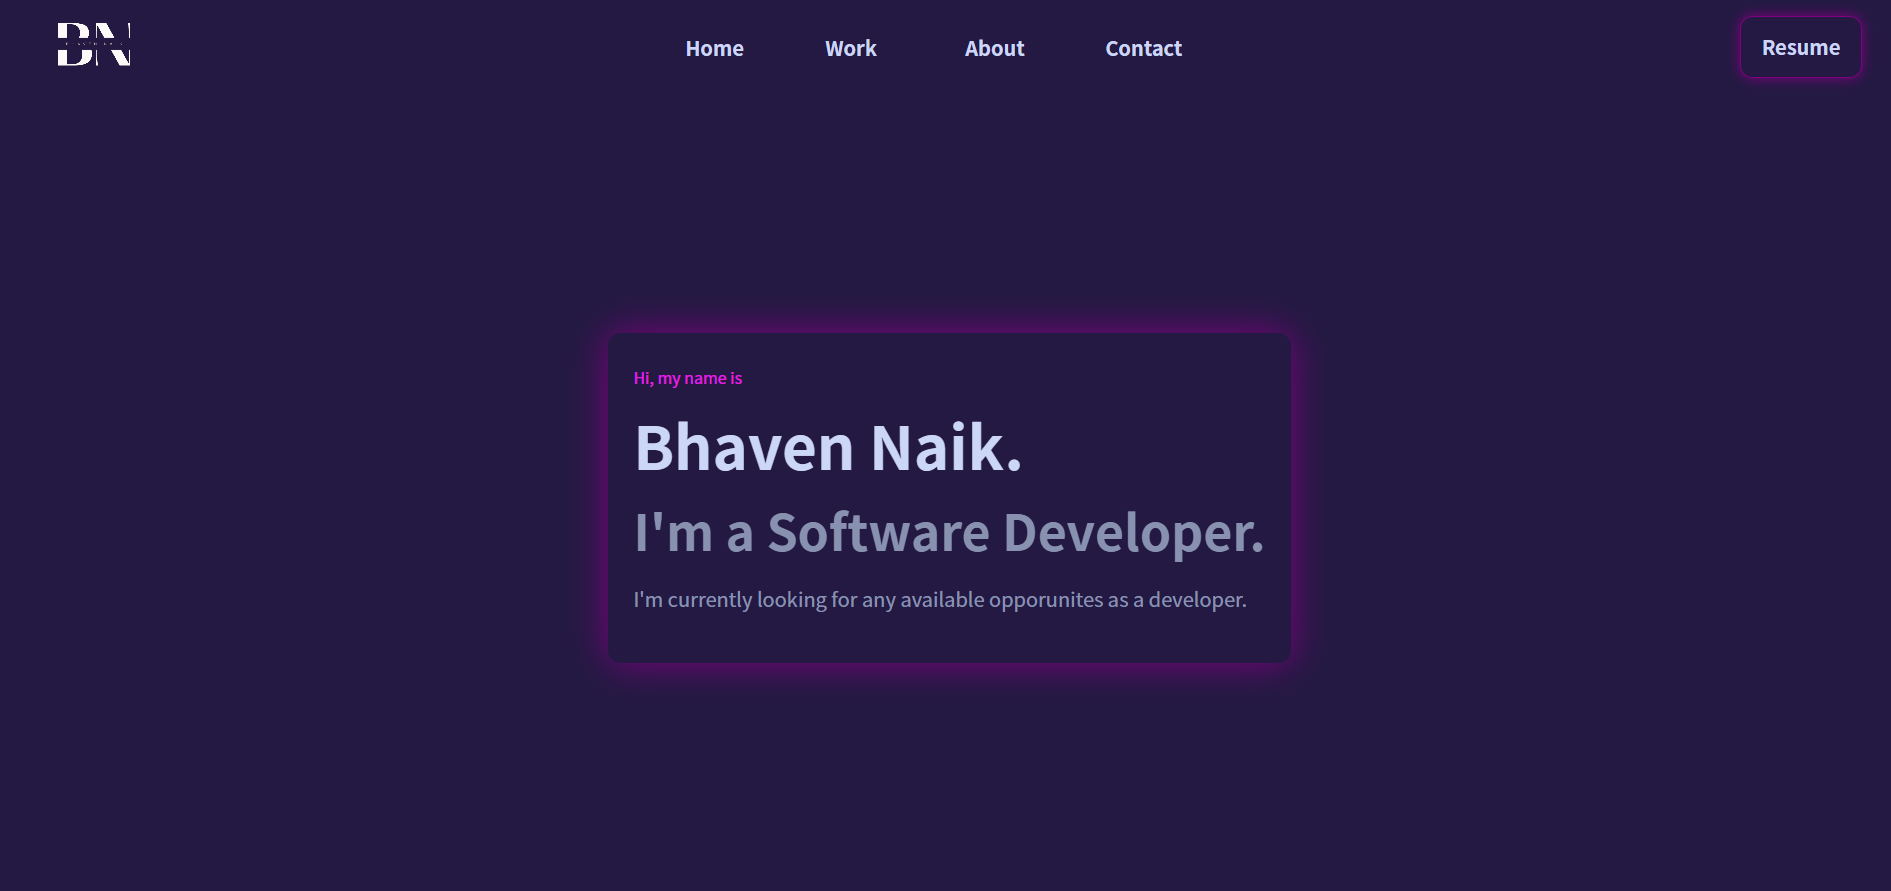 BN
Home Work About Contact
Resume
Hi, my name is
Bhaven Naik.
I'm a Software Developer.
I'm currently looking for any available opporunites as a developer.